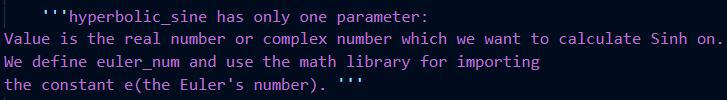 '''hyperbolic_sine has only one parameter:
Value is the real number or complex number which we want to calculate Sinh on.
We define euler_num and use the math library for importing
the constant e(the Euler's number). '''